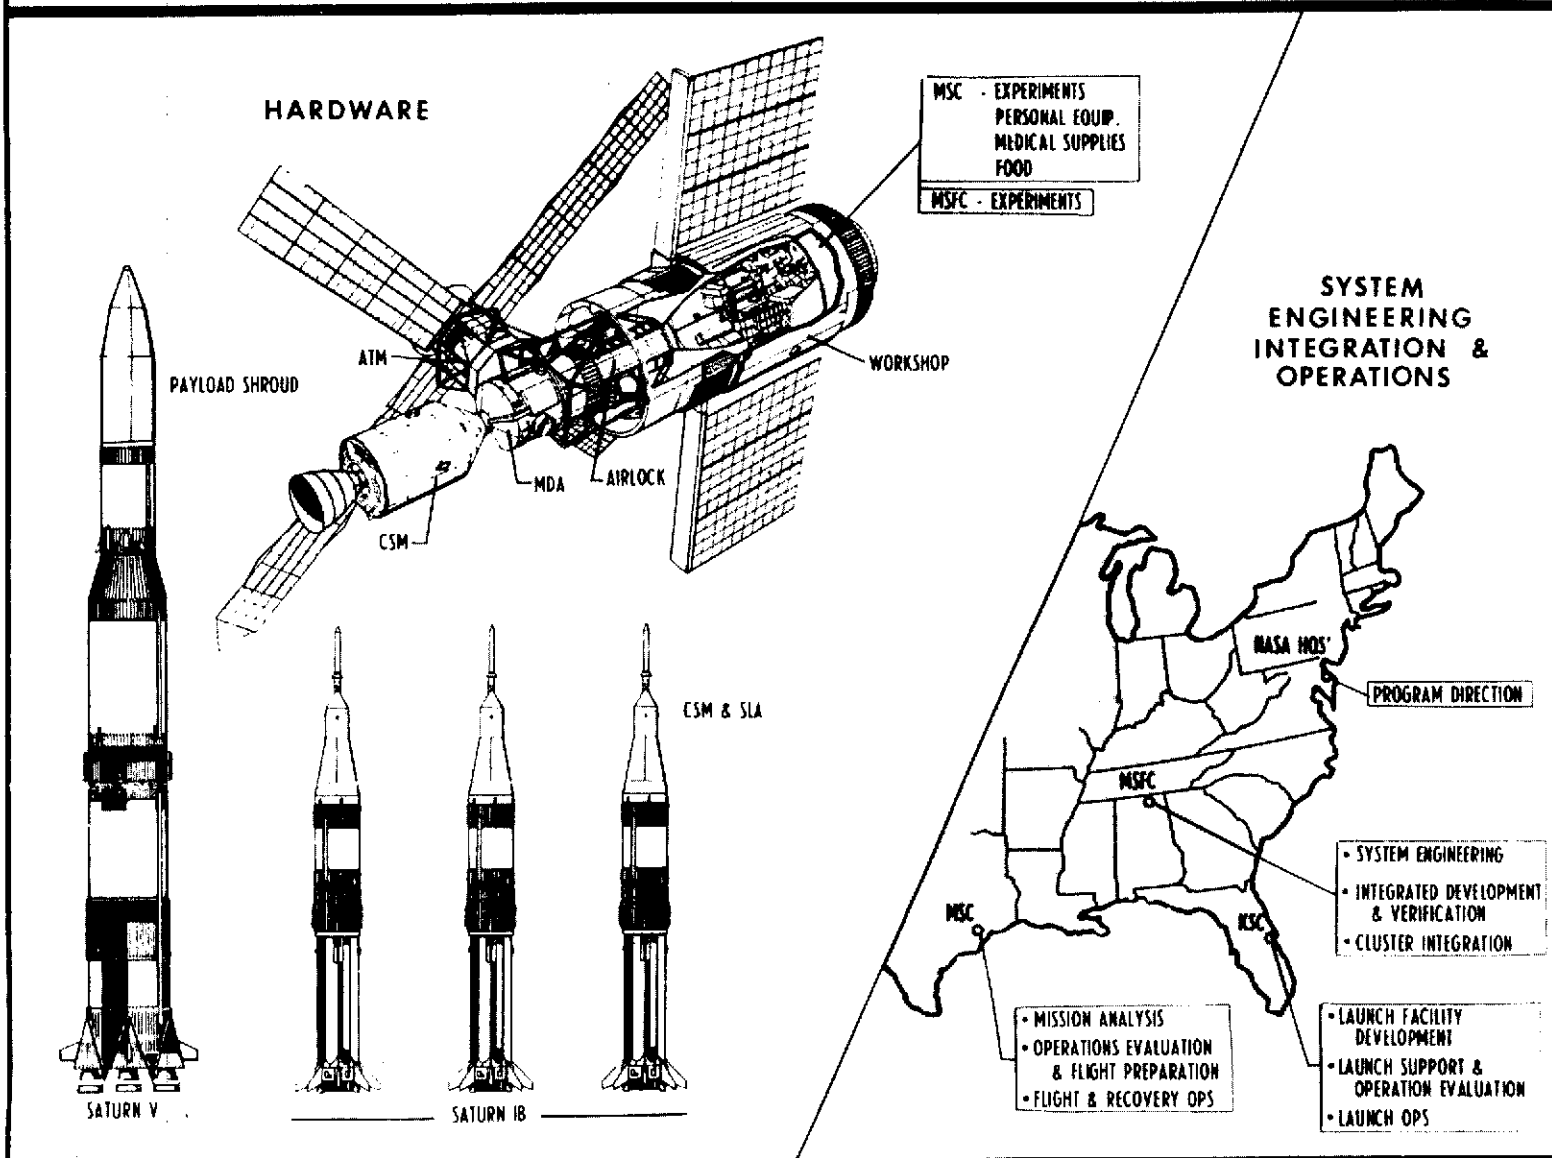 HARDWARE
MSC - EXPERIMENTS
PERSONAL EQUIP.
MEDICAL SUPPLIES
FOOD
MSFC - EXPERIMENTS
ATM
WORKSHOP
PAYLOAD SHROUD
MDA
AIRLOCK
CSM
CSM & SLA
SATURN V
SATURN IB
SYSTEM
ENGINEERING
INTEGRATION &
OPERATIONS
NASA HQS'
PROGRAM DIRECTION
MSFC
• SYSTEM ENGINEERING
• INTEGRATED DEVELOPMENT
& VERIFICATION
• CLUSTER INTEGRATION
MSC
KSC
• MISSION ANALYSIS
• OPERATIONS EVALUATION
& FLIGHT PREPARATION
• FLIGHT & RECOVERY OPS
• LAUNCH FACILITY
DEVELOPMENT
• LAUNCH SUPPORT &
OPERATION EVALUATION
• LAUNCH OPS